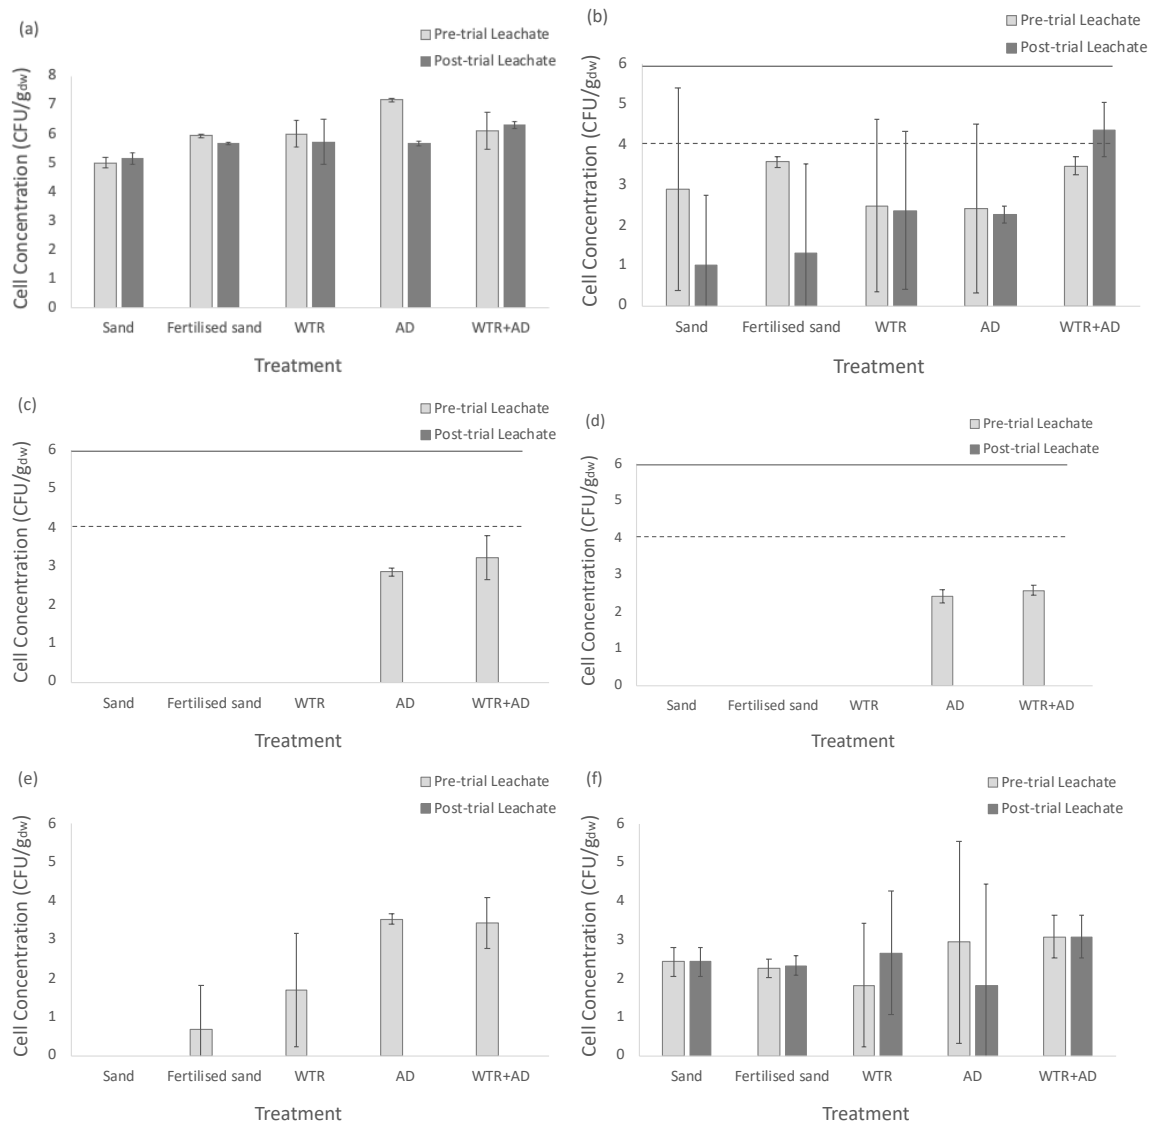 (a)
Pre-trial Leachate
Post-trial Leachate
Cell Concentration (CFU/gdw)
8
7
6
5
4
3
2
1
0
Sand Fertilised sand WTR AD WTR+AD
Treatment
(b)
Pre-trial Leachate
Post-trial Leachate
Cell Concentration (CFU/gdw)
6
5
4
3
2
1
0
Sand Fertilised sand WTR AD WTR+AD
Treatment
(c)
Pre-trial Leachate
Post-trial Leachate
Cell Concentration (CFU/gdw)
6
5
4
3
2
1
0
Sand Fertilised sand WTR AD WTR+AD
Treatment
(d)
Pre-trial Leachate
Post-trial Leachate
Cell Concentration (CFU/gdw)
6
5
4
3
2
1
0
Sand Fertilised sand WTR AD WTR+AD
Treatment
(e)
Pre-trial Leachate
Post-trial Leachate
Cell Concentration (CFU/gdw)
6
5
4
3
2
1
0
Sand Fertilised sand WTR AD WTR+AD
Treatment
(f)
Pre-trial Leachate
Post-trial Leachate
Cell Concentration (CFU/gdw)
6
5
4
3
2
1
0
Sand Fertilised sand WTR AD WTR+AD
Treatment